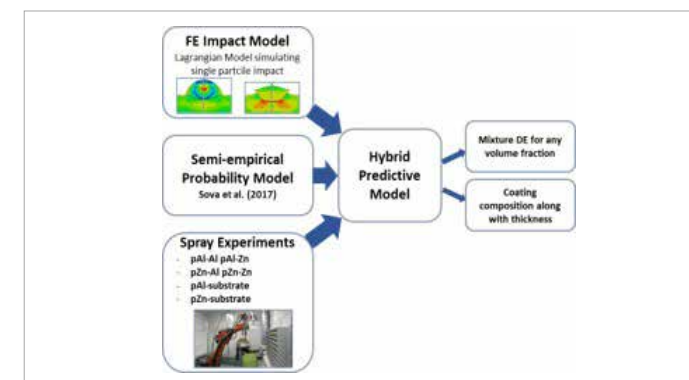 FE Impact Model
Lagrangian Model simulating
single partcile impact
Semi-empirical
Probability Model
Sova et al. (2017)
Spray Experiments
- pAl-Al pAl-Zn
- pZn-Al pZn-Zn
- pAl-substrate
- pZn-substrate
Hybrid
Predictive
Model
Mixture DE for any
volume fraction
Coating
composition along
with thickness